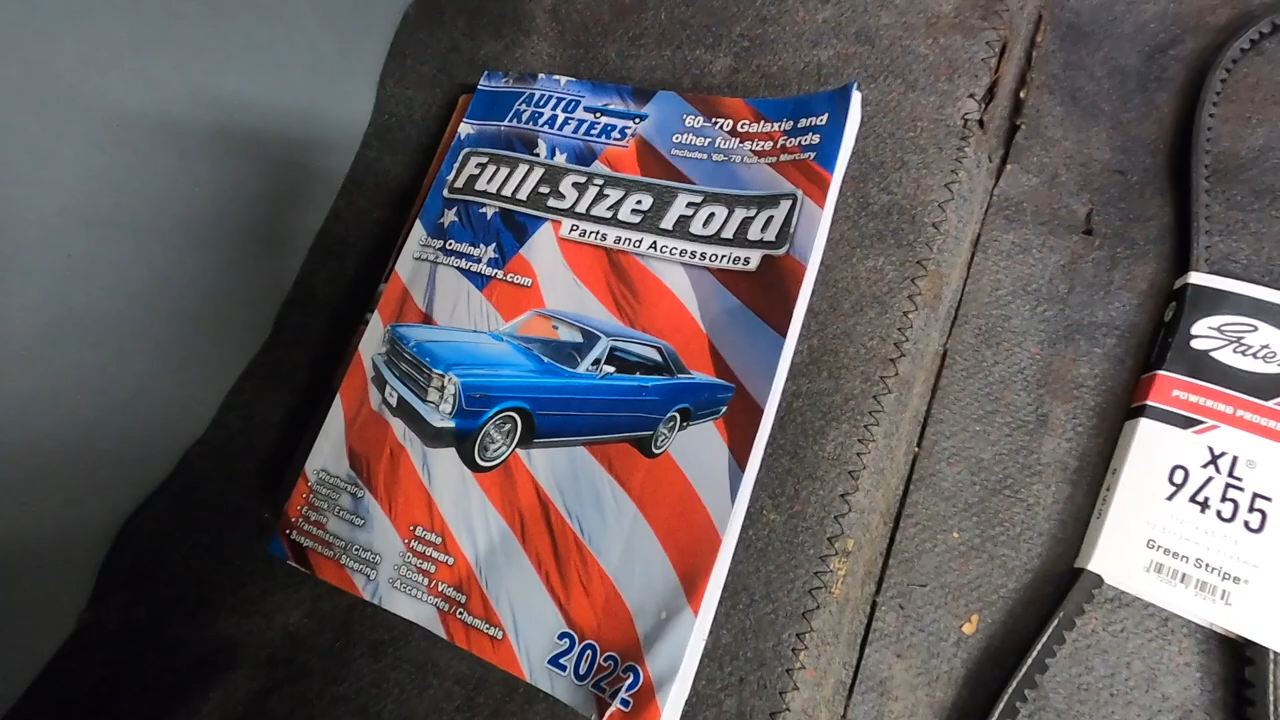 AUTO
KRAFTERS
'60–'70 Galaxie and
other full-size Fords
Includes '60–'70 full-size Mercury
Full-Size Ford
Parts and Accessories
Shop Online!
www.autokrafters.com
• Weatherstrip
• Interior
• Trunk / Exterior
• Engine
• Transmission / Clutch
• Suspension / Steering
• Brake
• Hardware
• Decals
• Books / Videos
• Accessories / Chemicals
2022
Gates
POWERING PROGRE
XL®
9455
Green Stripe®